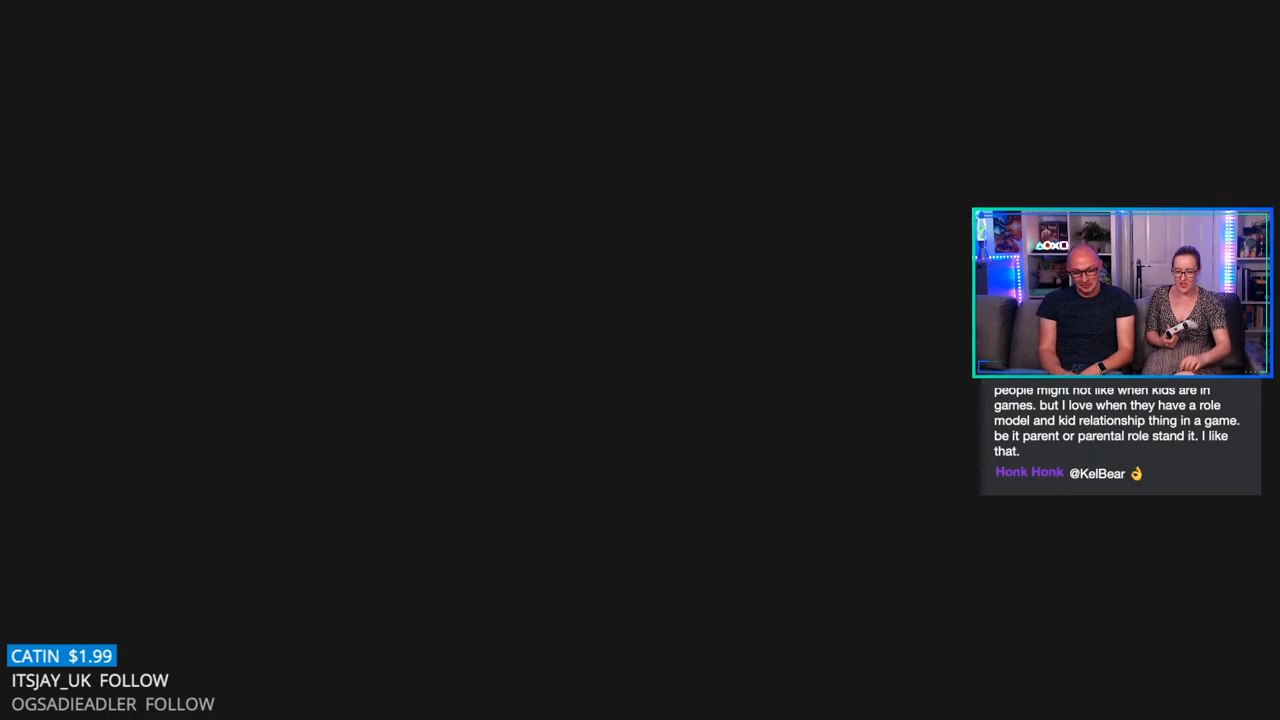 people might not like when kids are in
games. but I love when they have a role
model and kid relationship thing in a game.
be it parent or parental role stand it. I like
that.
Honk Honk @KelBear 👌
CATIN $1.99
ITSJAY_UK FOLLOW
OGSADIEADLER FOLLOW